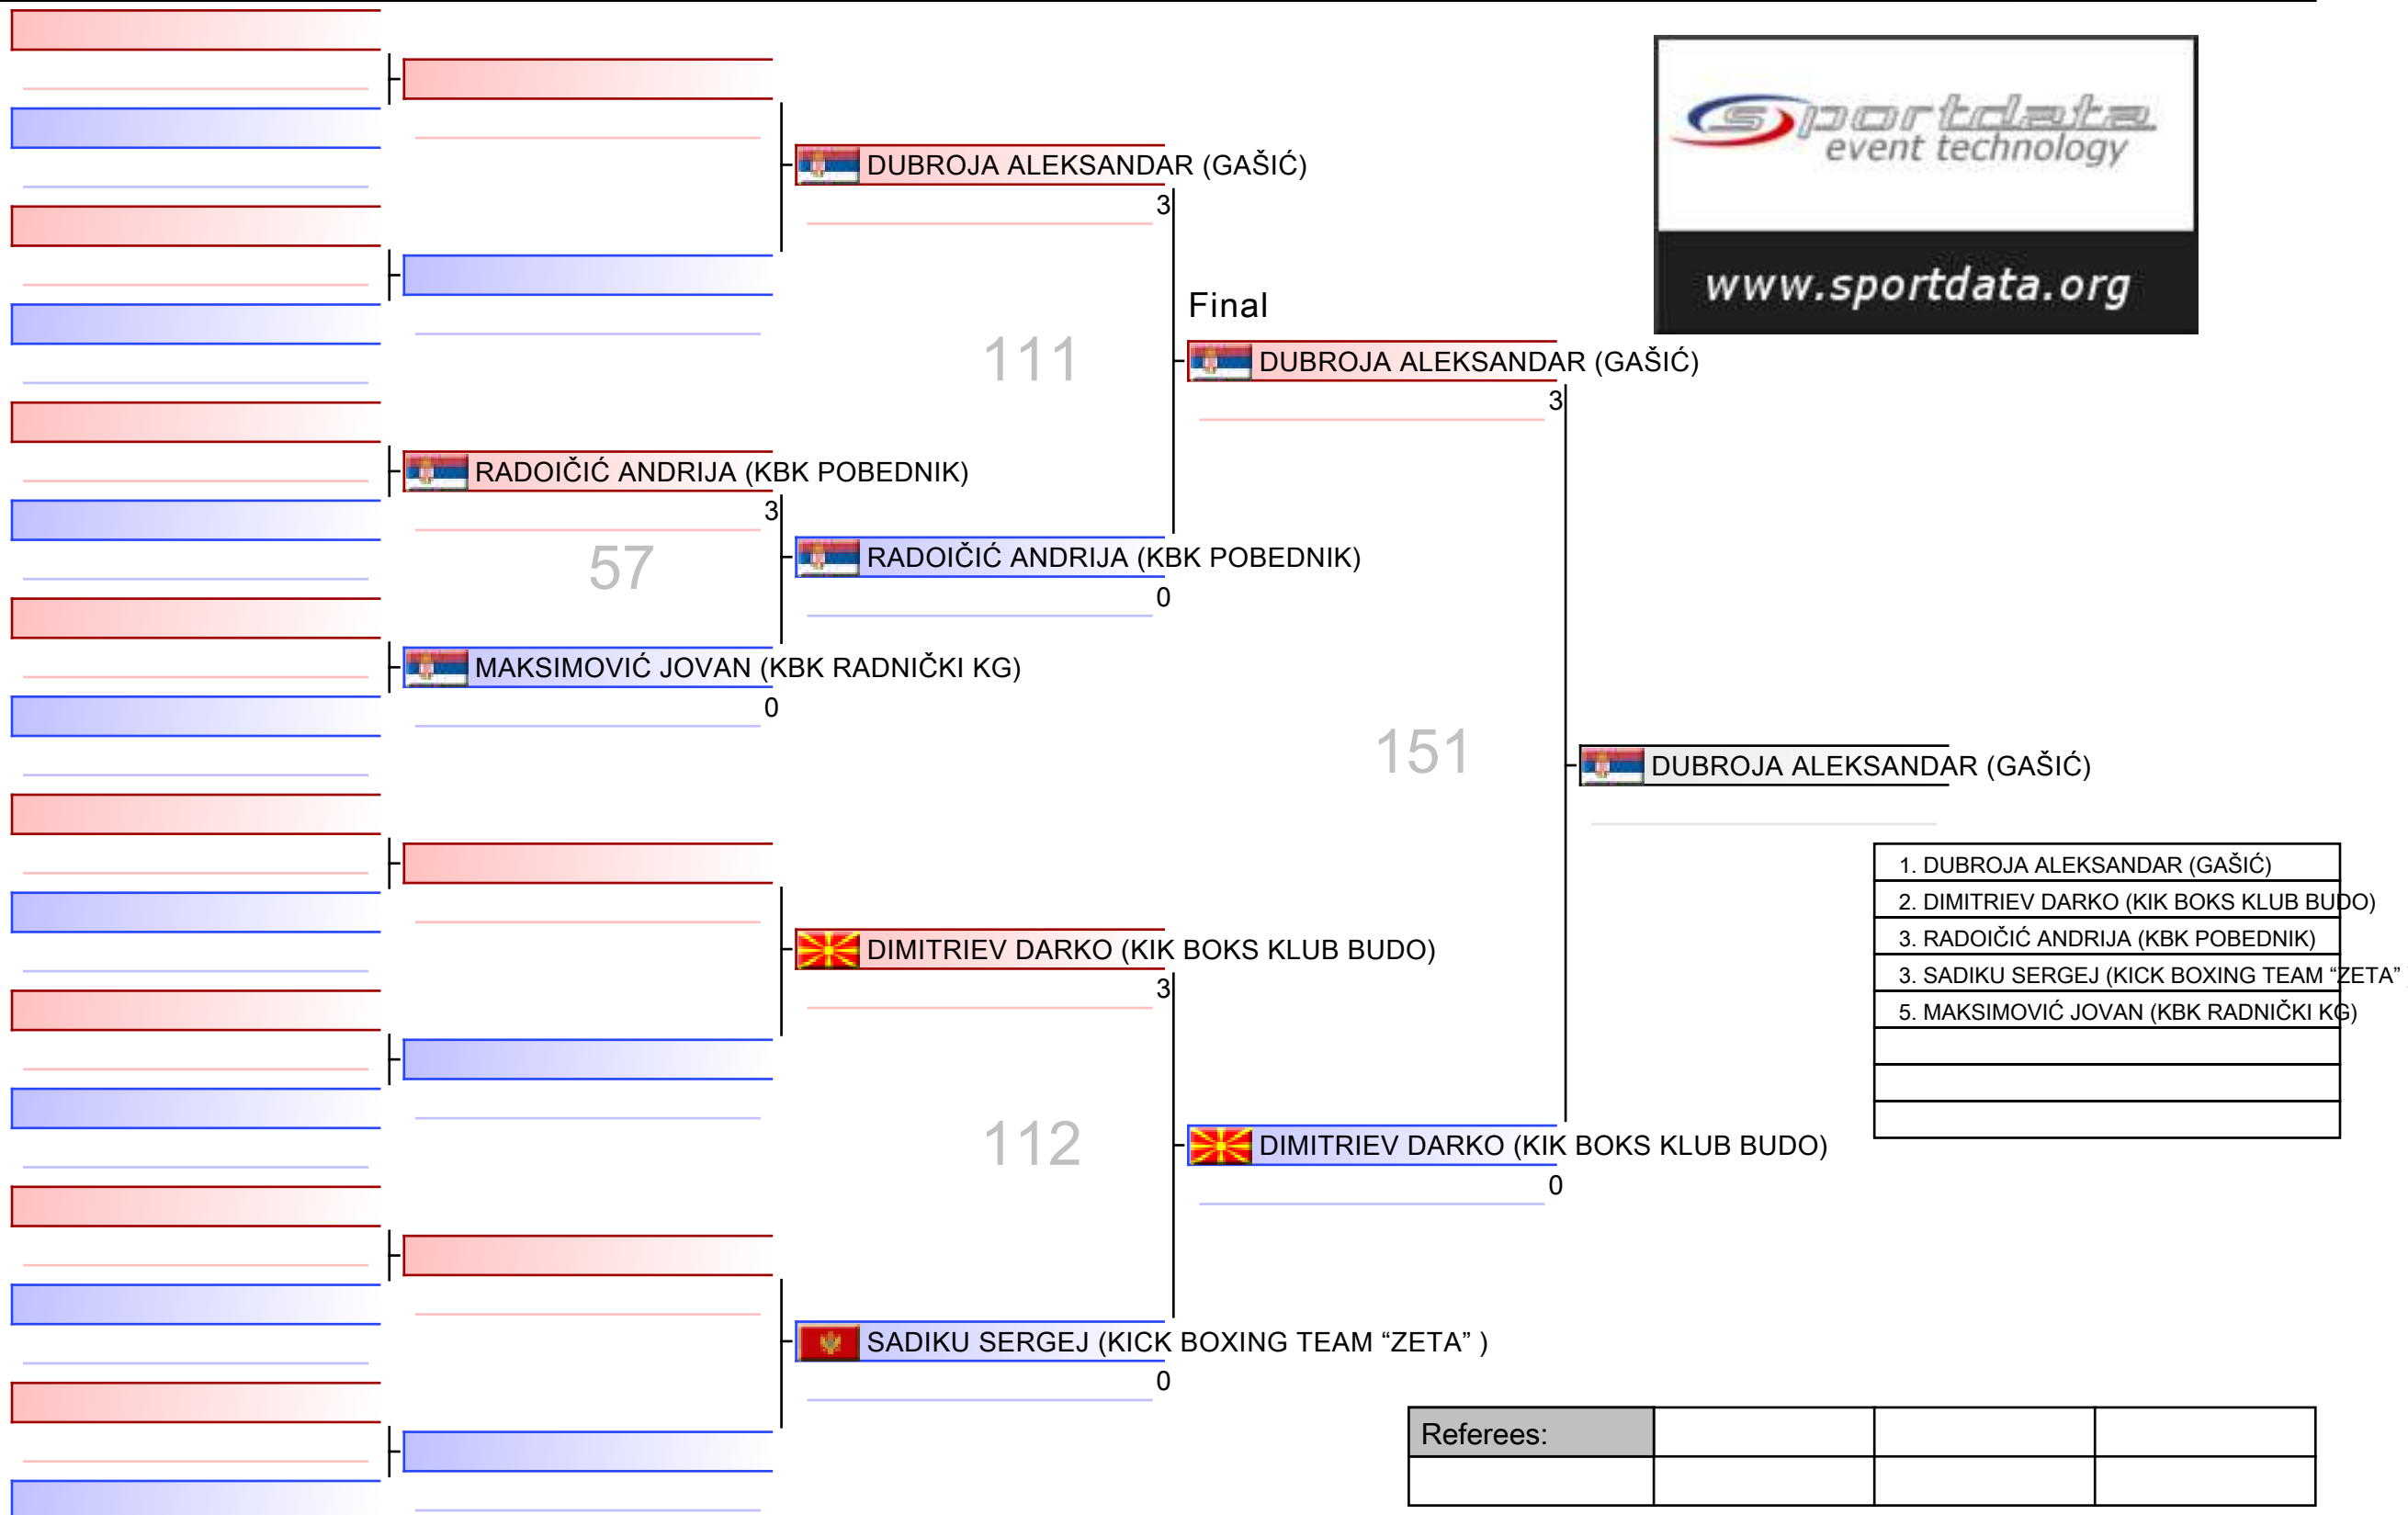 sportdata
event technology
www.sportdata.org
DUBROJA ALEKSANDAR (GAŠIĆ)
3
111
Final
DUBROJA ALEKSANDAR (GAŠIĆ)
3
RADOIČIĆ ANDRIJA (KBK POBEDNIK)
3
57
RADOIČIĆ ANDRIJA (KBK POBEDNIK)
0
MAKSIMOVIĆ JOVAN (KBK RADNIČKI KG)
0
151
DUBROJA ALEKSANDAR (GAŠIĆ)
1. DUBROJA ALEKSANDAR (GAŠIĆ)
2. DIMITRIEV DARKO (KIK BOKS KLUB BUDO)
3. RADOIČIĆ ANDRIJA (KBK POBEDNIK)
3. SADIKU SERGEJ (KICK BOXING TEAM “ZETA”
5. MAKSIMOVIĆ JOVAN (KBK RADNIČKI KG)
DIMITRIEV DARKO (KIK BOKS KLUB BUDO)
3
112
DIMITRIEV DARKO (KIK BOKS KLUB BUDO)
0
SADIKU SERGEJ (KICK BOXING TEAM “ZETA” )
0
Referees: